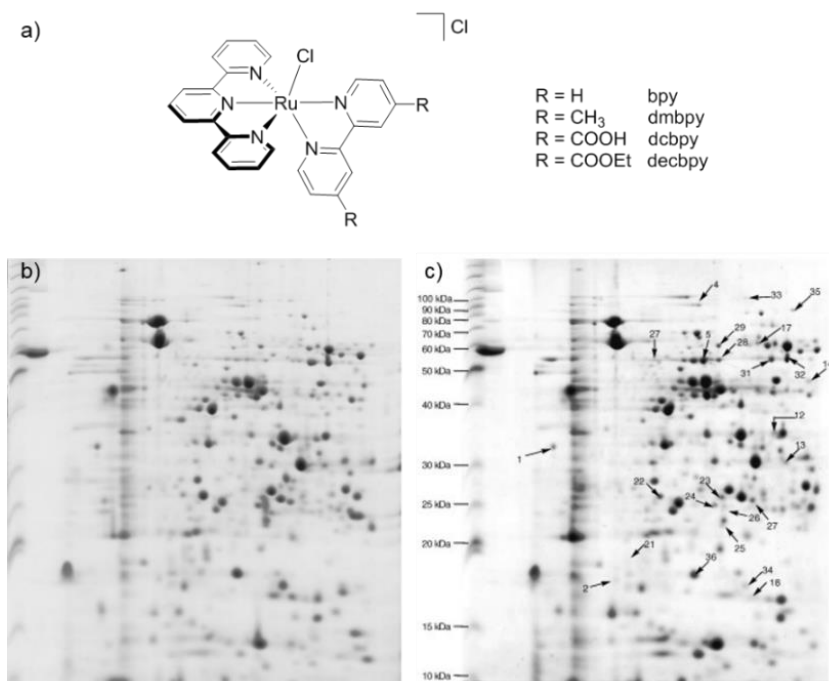 a)
Cl
Cl
N
N
Ru
N
N
N
R
R
R = H bpy
R = CH₃ dmbpy
R = COOH dcbpy
R = COOEt decbpy
b)
c)
100 kDa
90 kDa
80 kDa
70 kDa
60 kDa
50 kDa
40 kDa
30 kDa
25 kDa
20 kDa
15 kDa
10 kDa
4
33
35
29
17
27
5
28
31
32
12
1
13
22
23
24
26
27
25
21
36
34
2